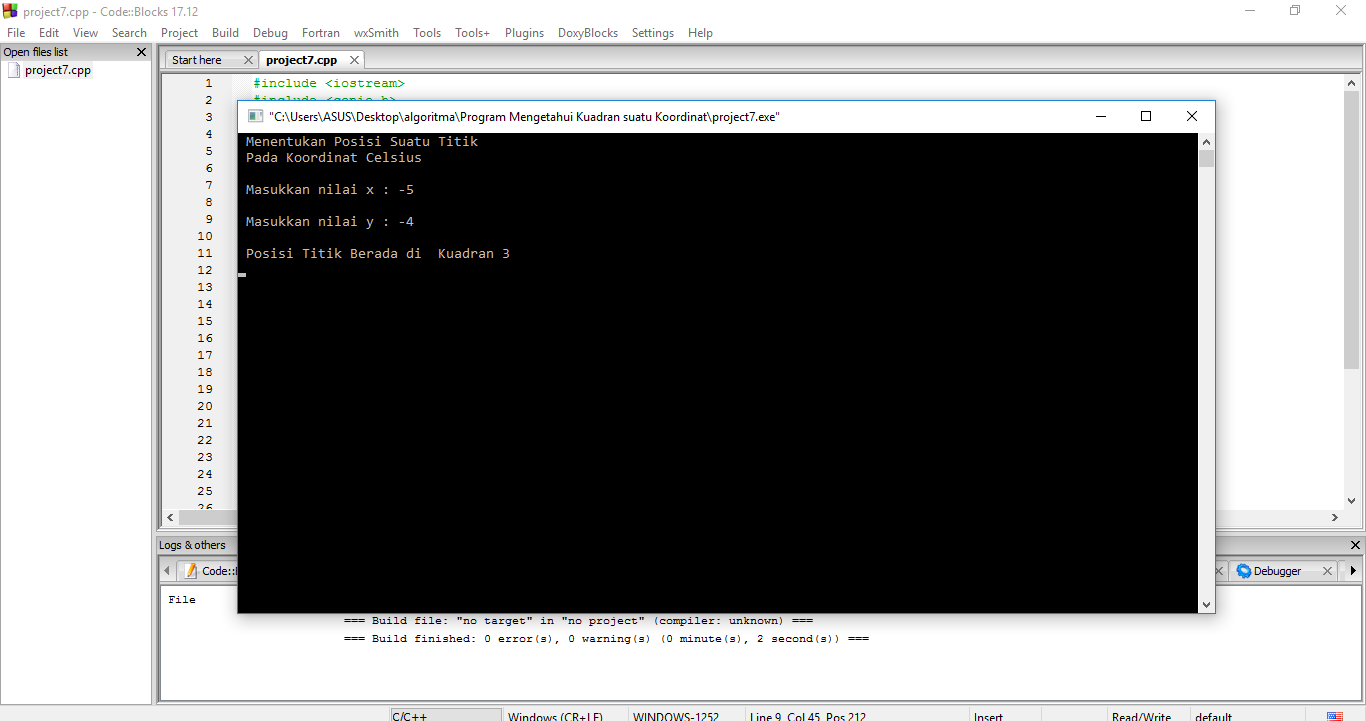 project7.cpp - Code::Blocks 17.12
File Edit View Search Project Build Debug Fortran wxSmith Tools Tools+ Plugins DoxyBlocks Settings Help
Open files list
project7.cpp
Start here
project7.cpp
1 #include <iostream>
2 #include <conio.h>
3
4
5
6
7
8
9
10
11
12
13
14
15
16
17
18
19
20
21
22
23
24
25
26
"C:\Users\ASUS\Desktop\algoritma\Program Mengetahui Kuadran suatu Koordinat\project7.exe"
Menentukan Posisi Suatu Titik
Pada Koordinat Celsius
Masukkan nilai x : -5
Masukkan nilai y : -4
Posisi Titik Berada di  Kuadran 3
Logs & others
Code::
Debugger
File
=== Build file: "no target" in "no project" (compiler: unknown) ===
=== Build finished: 0 error(s), 0 warning(s) (0 minute(s), 2 second(s)) ===
C/C++ Windows (CR+LF) WINDOWS-1252 Line 9, Col 45, Pos 212 Insert Read/Write default